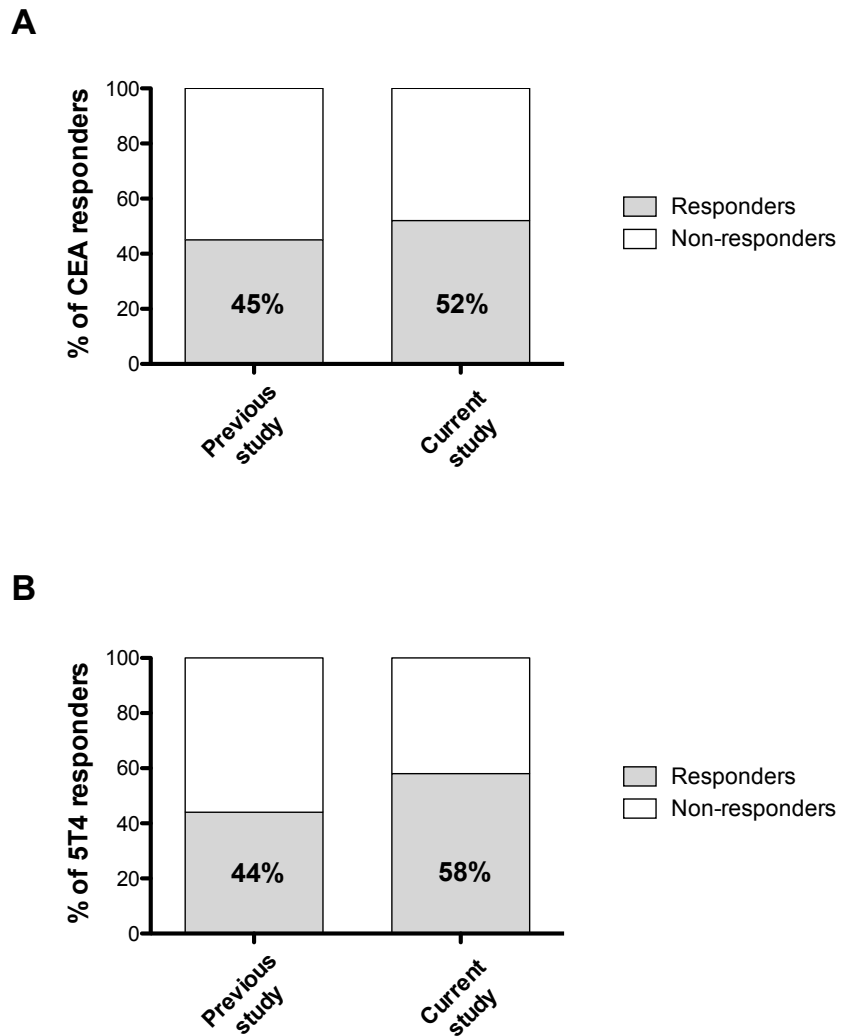 A
% of CEA responders
100
80
60
40
20
0
45%
52%
Previous
study
Current
study
Responders
Non-responders
B
% of 5T4 responders
100
80
60
40
20
0
44%
58%
Previous
study
Current
study
Responders
Non-responders